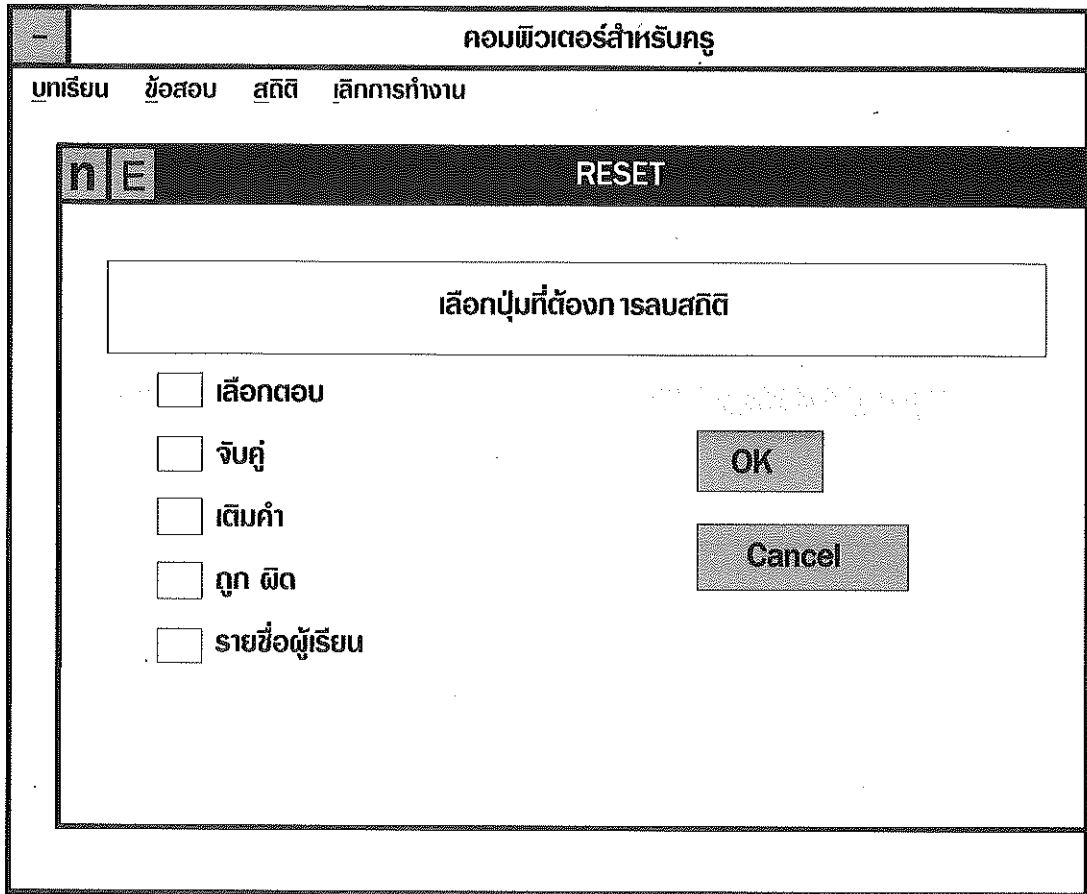 -
คอมพิวเตอร์สำหรับครู
บทเรียน ข้อสอบ สถิติ เลิกการทำงาน
ก E RESET
เลือกปุ่มที่ต้องการลบสถิติ
เลือกตอบ
จับคู่
เติมคำ
ถูก ผิด
รายชื่อผู้เรียน
OK
Cancel